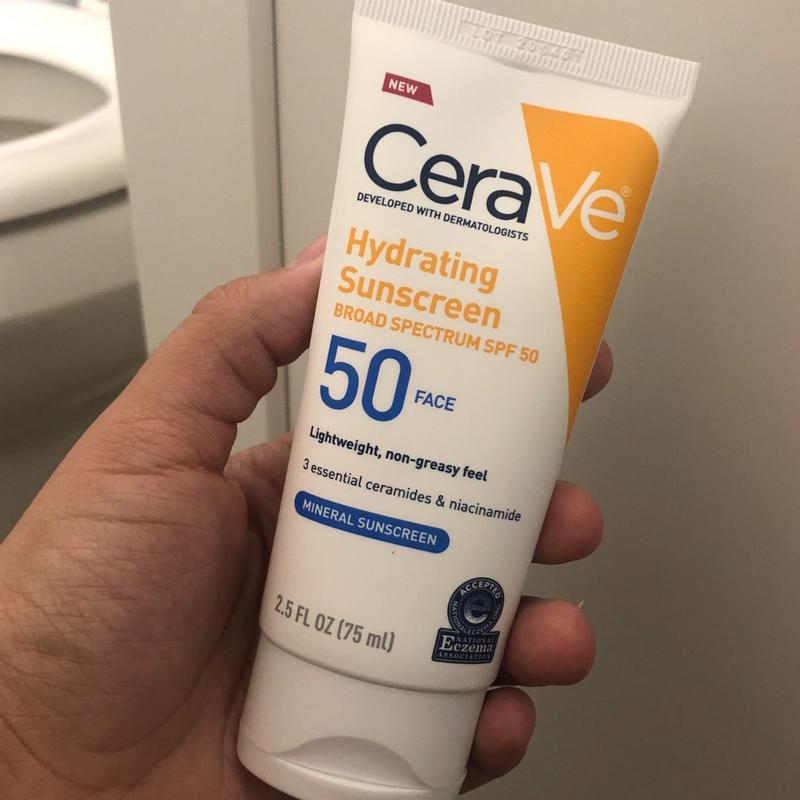 NEW
CeraVe®
DEVELOPED WITH DERMATOLOGISTS
Hydrating
Sunscreen
BROAD SPECTRUM SPF 50
50 FACE
Lightweight, non-greasy feel
3 essential ceramides & niacinamide
MINERAL SUNSCREEN
2.5 FL OZ (75 ml)
ACCEPTED
NATIONAL
Eczema
ASSOCIATION